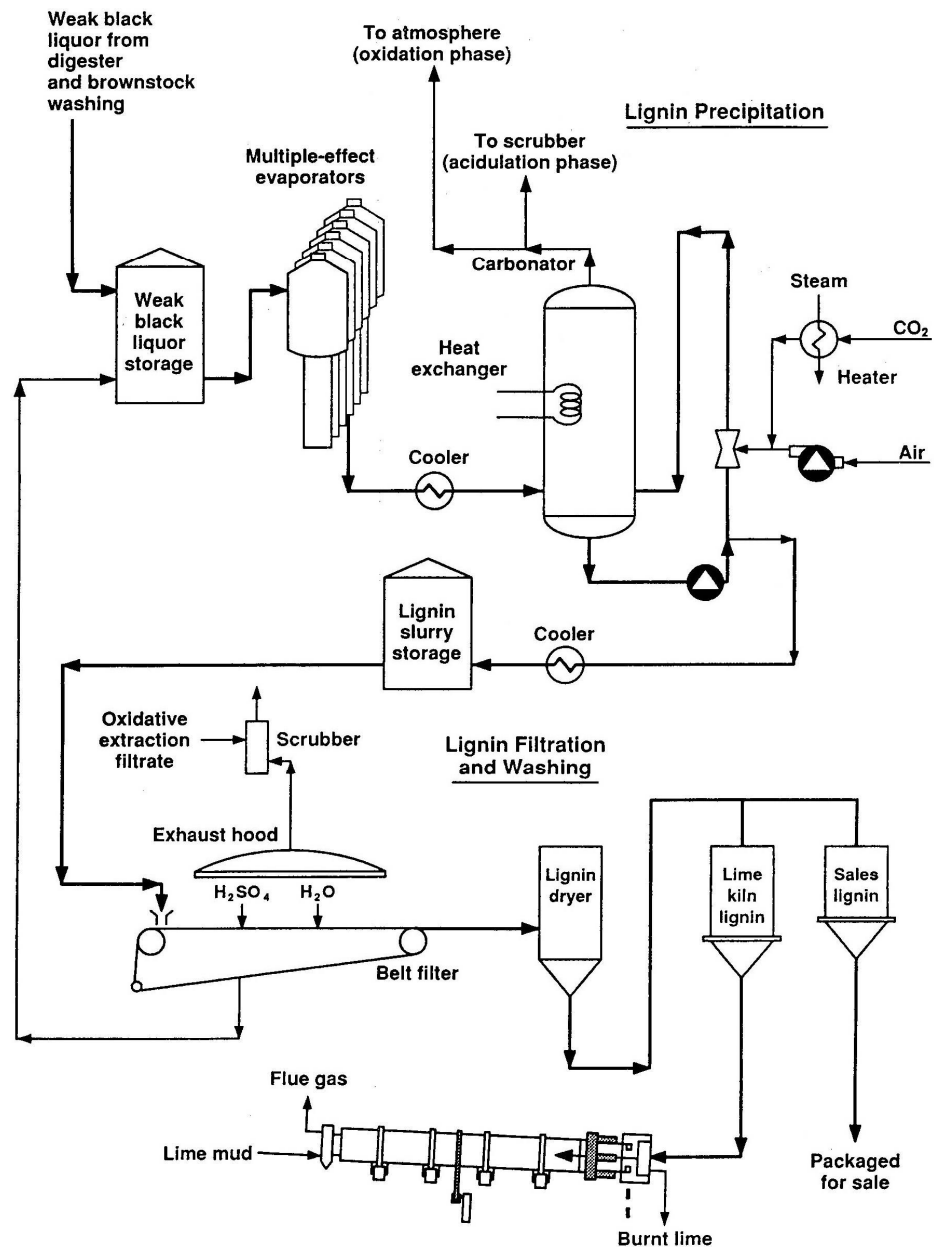 Weak black
liquor from
digester
and brownstock
washing
To atmosphere
(oxidation phase)
Lignin Precipitation
To scrubber
(acidulation phase)
Multiple-effect
evaporators
Carbonator
Weak
black
liquor
storage
Steam
CO₂
Heater
Heat
exchanger
Air
Cooler
Lignin
slurry
storage
Cooler
Oxidative
extraction
filtrate
Scrubber
Lignin Filtration
and Washing
Exhaust hood
H₂SO₄
H₂O
Lignin
dryer
Lime
kiln
lignin
Sales
lignin
Belt filter
Flue gas
Lime mud
Packaged
for sale
Burnt lime